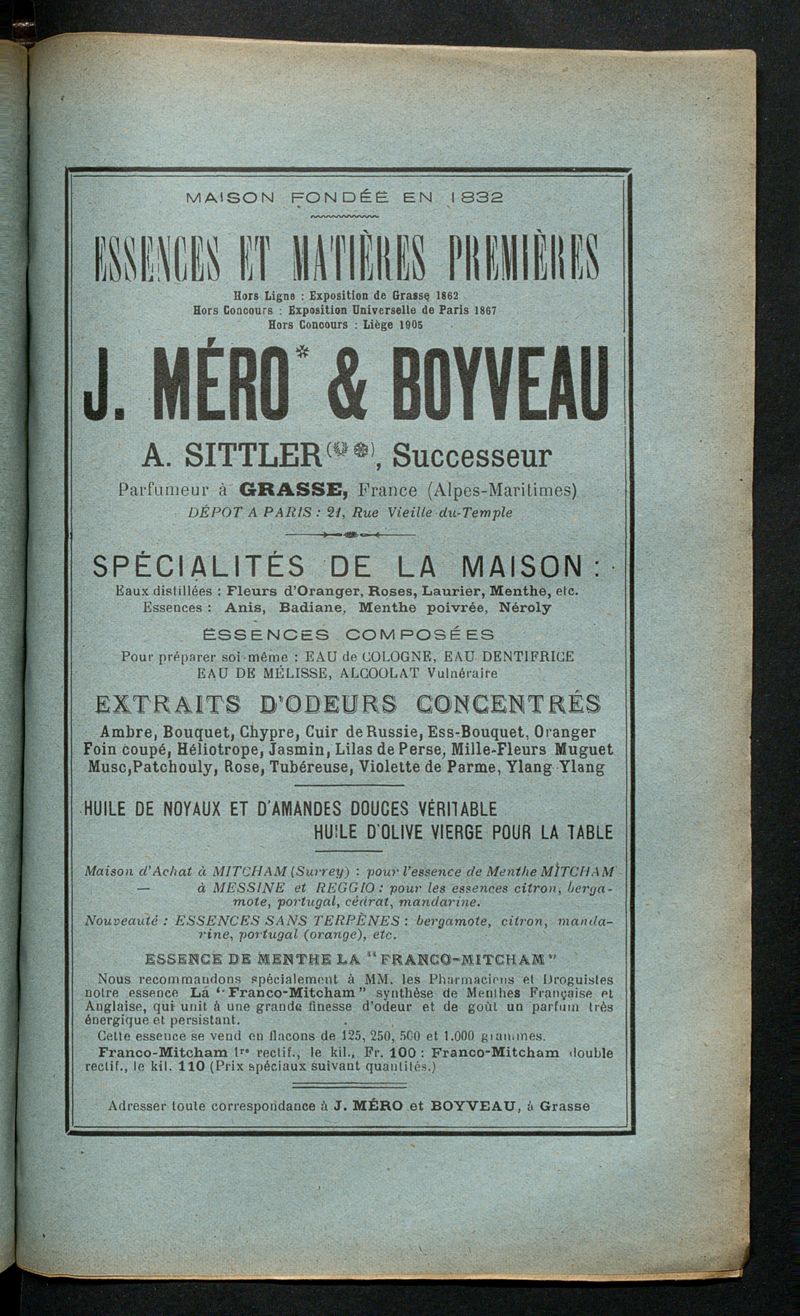 MAISON FONDÉE EN 1832
ESSENCES ET MATIÈRES PREMIÈRES
Hors Ligne : Exposition de Grasse 1862
Hors Concours : Exposition Universelle de Paris 1867
Hors Concours : Liège 1905
J. MÉRO* & BOYVEAU
A. SITTLER, Successeur
Parfumeur à GRASSE, France (Alpes-Maritimes)
DÉPOT A PARIS : 21, Rue Vieille-du-Temple
SPÉCIALITÉS DE LA MAISON :
Eaux distillées : Fleurs d'Oranger, Roses, Laurier, Menthe, etc.
Essences : Anis, Badiane, Menthe poivrée, Néroly
ESSENCES COMPOSÉES
Pour préparer soi-même : EAU de COLOGNE, EAU DENTIFRICE
EAU DE MÉLISSE, ALCOOLAT Vulnéraire
EXTRAITS D'ODEURS CONCENTRÉS
Ambre, Bouquet, Chypre, Cuir de Russie, Ess-Bouquet, Oranger
Foin coupé, Héliotrope, Jasmin, Lilas de Perse, Mille-Fleurs Muguet
Musc, Patchouly, Rose, Tubéreuse, Violette de Parme, Ylang Ylang
HUILE DE NOYAUX ET D'AMANDES DOUCES VÉRITABLE
HUILE D'OLIVE VIERGE POUR LA TABLE
Maison d'Achat à MITCHAM (Surrey) : pour l'essence de Menthe MITCHAM
— à MESSINE et REGGIO : pour les essences citron, berga-
mote, portugal, cédrat, mandarine.
Nouveauté : ESSENCES SANS TERPÈNES : bergamote, citron, manda-
rine, portugal (orange), etc.
ESSENCE DE MENTHE LA "FRANCO-MITCHAM"
Nous recommandons spécialement à MM. les Pharmaciens et Droguistes
notre essence La "Franco-Mitcham" synthèse de Menthes Française et
Anglaise, qui unit à une grande finesse d'odeur et de goût un parfum très
énergique et persistant.
Cette essence se vend en flacons de 125, 250, 500 et 1.000 grammes.
Franco-Mitcham 1re rectif., le kil., Fr. 100 : Franco-Mitcham double
rectif., le kil. 110 (Prix spéciaux suivant quantités.)
Adresser toute correspondance à J. MÉRO et BOYVEAU, à Grasse